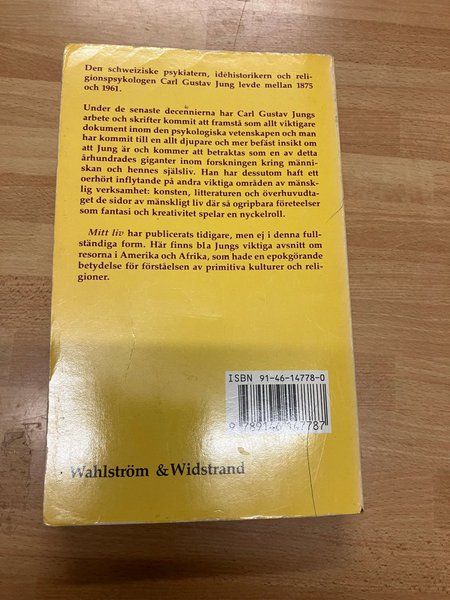 Den schweiziske psykiatern, idéhistorikern och reli-
gionspsykologen Carl Gustav Jung levde mellan 1875
och 1961.
Under de senaste decennierna har Carl Gustav Jungs
arbete och skrifter kommit att framstå som allt viktigare
dokument inom den psykologiska vetenskapen och man
har kommit till en allt djupare och mer befäst insikt om
att Jung är och kommer att betraktas som en av detta
århundrades giganter inom forskningen kring männi-
skan och hennes själsliv. Han har dessutom haft ett
oerhört inflytande på andra viktiga områden av mänsk-
lig verksamhet: konsten, litteraturen och överhuvudta-
get de sidor av mänskligt liv där så ogripbara företeelser
som fantasi och kreativitet spelar en nyckelroll.
Mitt liv har publicerats tidigare, men ej i denna full-
ständiga form. Här finns bla Jungs viktiga avsnitt om
resorna i Amerika och Afrika, som hade en epokgörande
betydelse för förståelsen av primitiva kulturer och reli-
gioner.
ISBN 91-46-14778-0
9 789146 147787
Wahlström & Widstrand